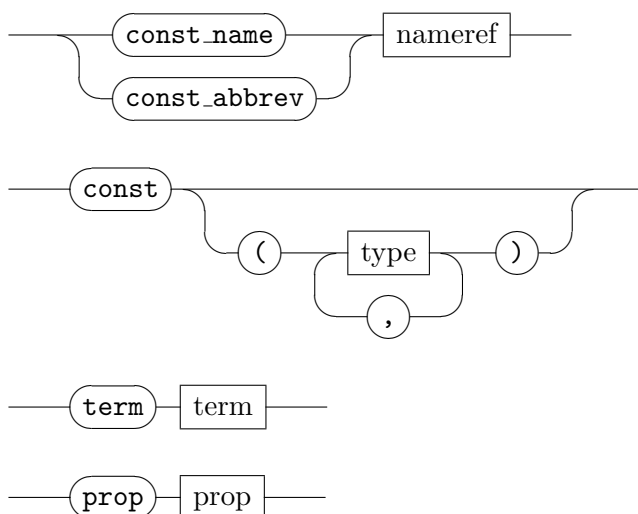 const_name nameref
const_abbrev
const
( type )
,
term term
prop prop